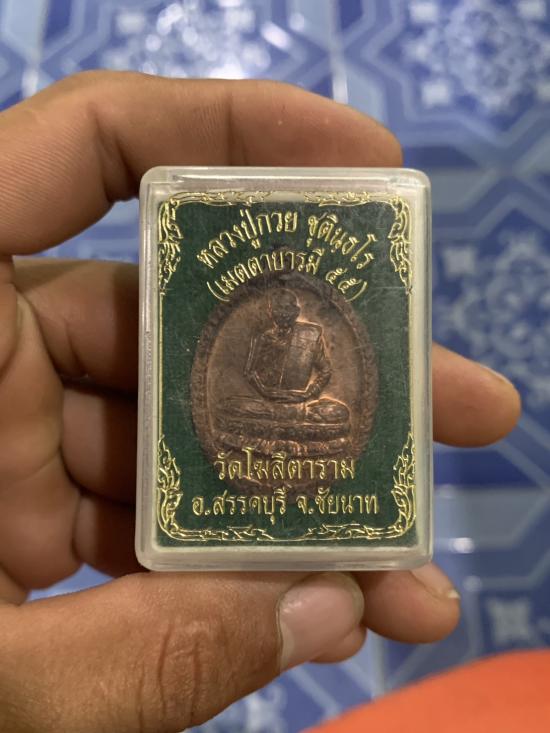 หลวงปู่กวย ชุตินธโร
(เมตตาบารมี ๕๕)
วัดโฆสิตาราม
อ.สรรคบุรี จ.ชัยนาท